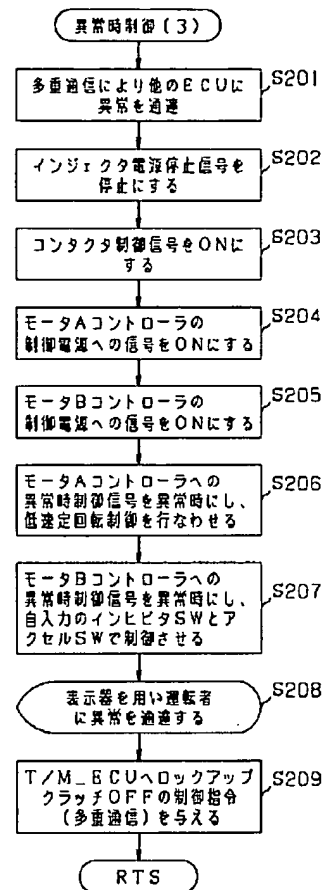 異常時制御(3)
S201
多重通信により他のECUに
異常を通達
S202
インジェクタ電源停止信号を
停止にする
S203
コンタクタ制御信号をONに
する
S204
モータAコントローラの
制御電源への信号をONにする
S205
モータBコントローラの
制御電源への信号をONにする
S206
モータAコントローラへの
異常時制御信号を異常時にし、
低速定回転制御を行なわせる
S207
モータBコントローラへの
異常時制御信号を異常時にし、
自入力のインヒビタSWとア
クセルSWで制御させる
S208
表示器を用い運転者
に異常を通達する
S209
T/M_ECUへロックアップ
クラッチOFFの制御指令
(多重通信)を与える
RTS